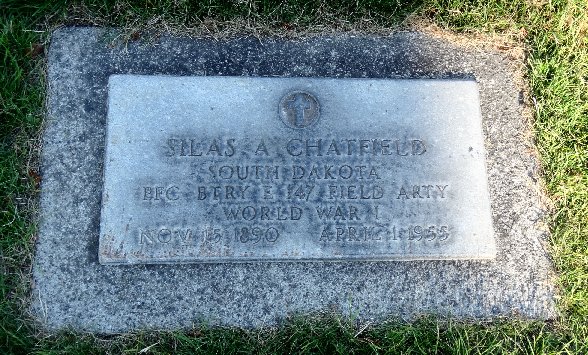 SILAS A CHATFIELD
SOUTH DAKOTA
PFC BTRY E 147 FIELD ARTY
WORLD WAR I
NOV 15 1890 APRIL 1 1955